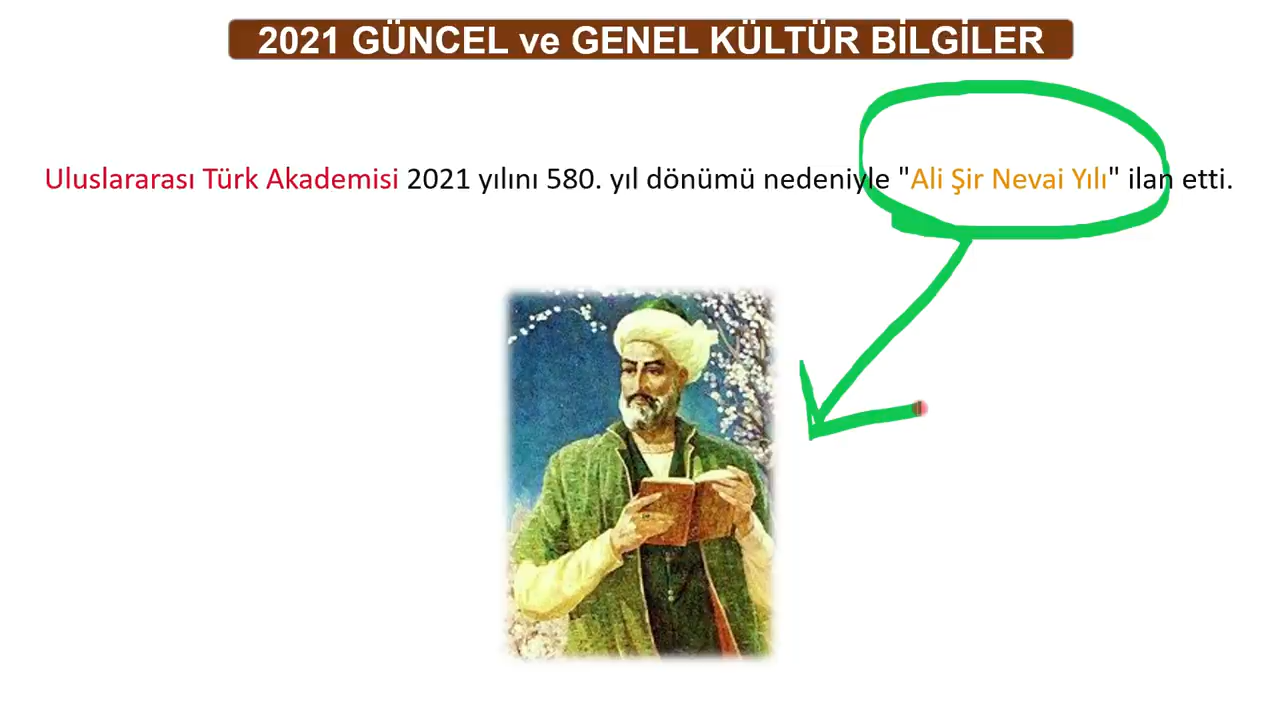 2021 GÜNCEL ve GENEL KÜLTÜR BİLGİLER
Uluslararası Türk Akademisi 2021 yılını 580. yıl dönümü nedeniyle "Ali Şir Nevai Yılı" ilan etti.